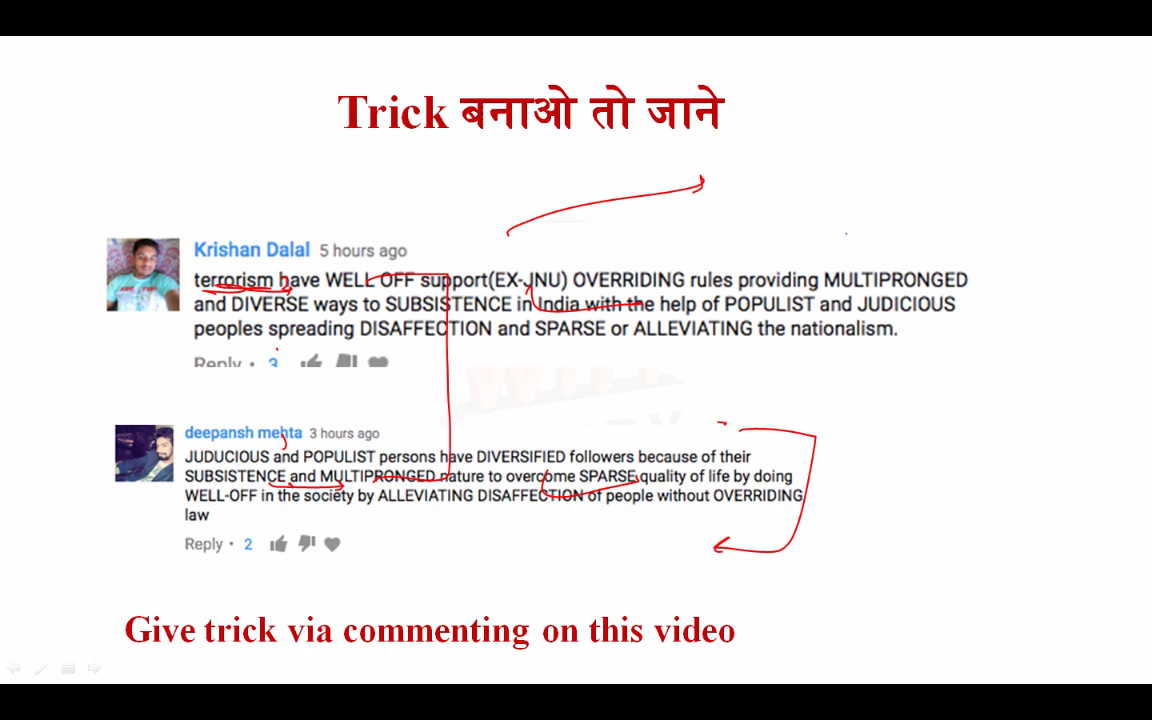 Trick बनाओ तो जाने
Krishan Dalal 5 hours ago
terrorism have WELL OFF support(EX-JNU) OVERRIDING rules providing MULTIPRONGED
and DIVERSE ways to SUBSISTENCE in India with the help of POPULIST and JUDICIOUS
peoples spreading DISAFFECTION and SPARSE or ALLEVIATING the nationalism.
Reply • 3
deepansh mehta 3 hours ago
JUDUCIOUS and POPULIST persons have DIVERSIFIED followers because of their
SUBSISTENCE and MULTIPRONGED nature to overcome SPARSE quality of life by doing
WELL-OFF in the society by ALLEVIATING DISAFFECTION of people without OVERRIDING
law
Reply • 2
Give trick via commenting on this video